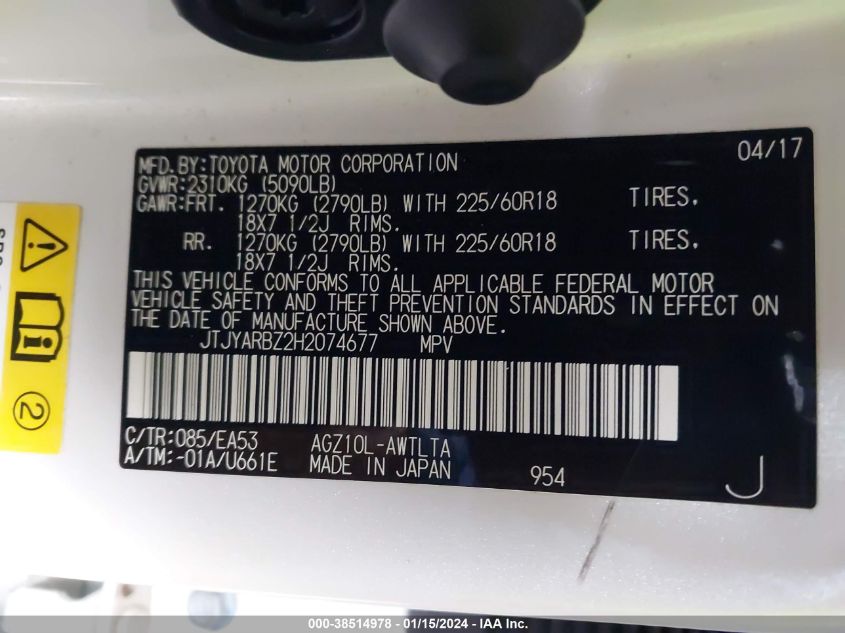 04/17
MFD.BY:TOYOTA MOTOR CORPORATION
GVWR:2310KG (5090LB)
GAWR:FRT. 1270KG (2790LB) WITH 225/60R18 TIRES,
18X7 1/2J RIMS.
RR. 1270KG (2790LB) WITH 225/60R18 TIRES,
18X7 1/2J RIMS.
THIS VEHICLE CONFORMS TO ALL APPLICABLE FEDERAL MOTOR
VEHICLE SAFETY AND THEFT PREVENTION STANDARDS IN EFFECT ON
THE DATE OF MANUFACTURE SHOWN ABOVE.
JTJYARBZ2H2074677 MPV
C/TR:085/EA53 AGZ10L-AWTLTA
A/TM:-01A/U661E MADE IN JAPAN 954 J
2
000-38514978 - 01/15/2024 - IAA Inc.